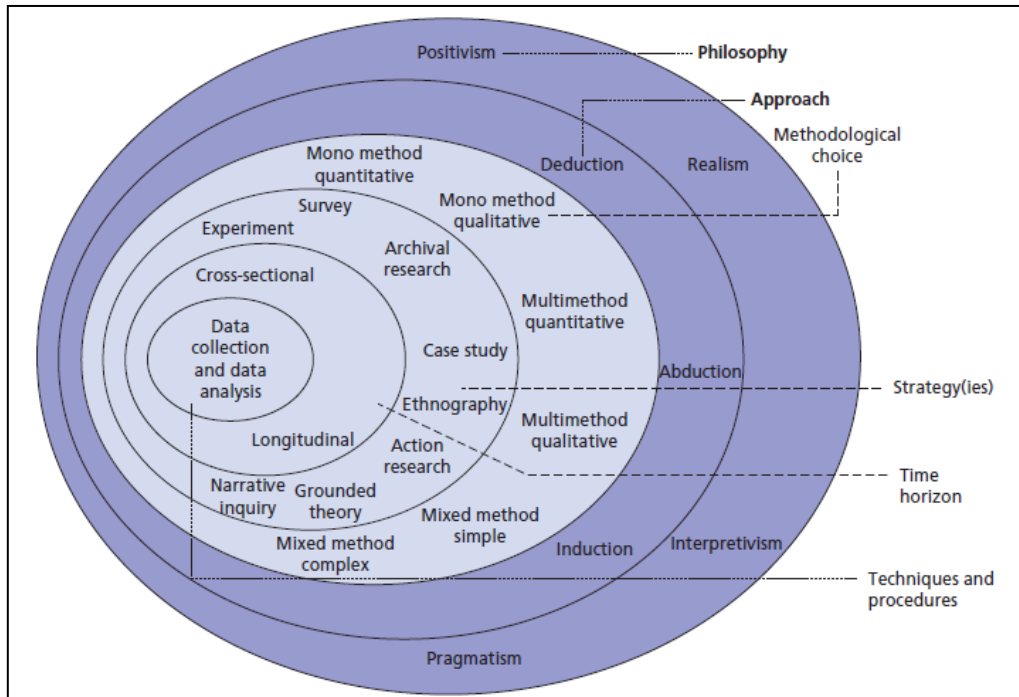 Positivism
Philosophy
Approach
Methodological
choice
Mono method
quantitative
Deduction
Realism
Survey
Mono method
qualitative
Experiment
Archival
research
Cross-sectional
Multimethod
quantitative
Data
collection
and data
analysis
Case study
Abduction
Strategy(ies)
Ethnography
Multimethod
qualitative
Longitudinal
Action
research
Time
horizon
Narrative
inquiry
Grounded
theory
Mixed method
simple
Mixed method
complex
Induction
Interpretivism
Techniques and
procedures
Pragmatism